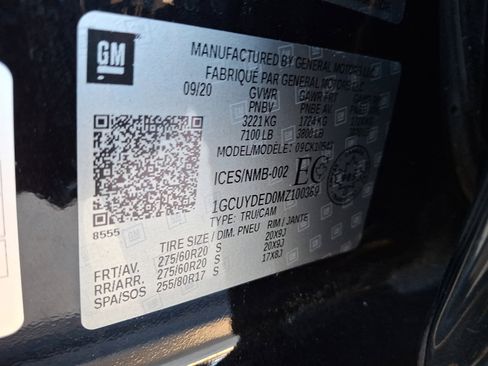 GM
MANUFACTURED BY GENERAL MOTORS LLC
FABRIQUÉ PAR GENERAL MOTORS LLC
09/20 GVWR GAWR FRT
PNBV PNBE AV
3221 KG 1724 KG
7100 LB 3800 LB
MODEL/MODELE:
ICES/NMB-002 EC
1GCUYDED0MZ100369
TYPE: TRU/CAM
8555
TIRE SIZE / DIM. PNEU RIM / JANTE
FRT/AV. 275/60R20 S 20X9J
RR/ARR. 275/60R20 S 20X9J
SPA/SOS 255/80R17 S 17X8J